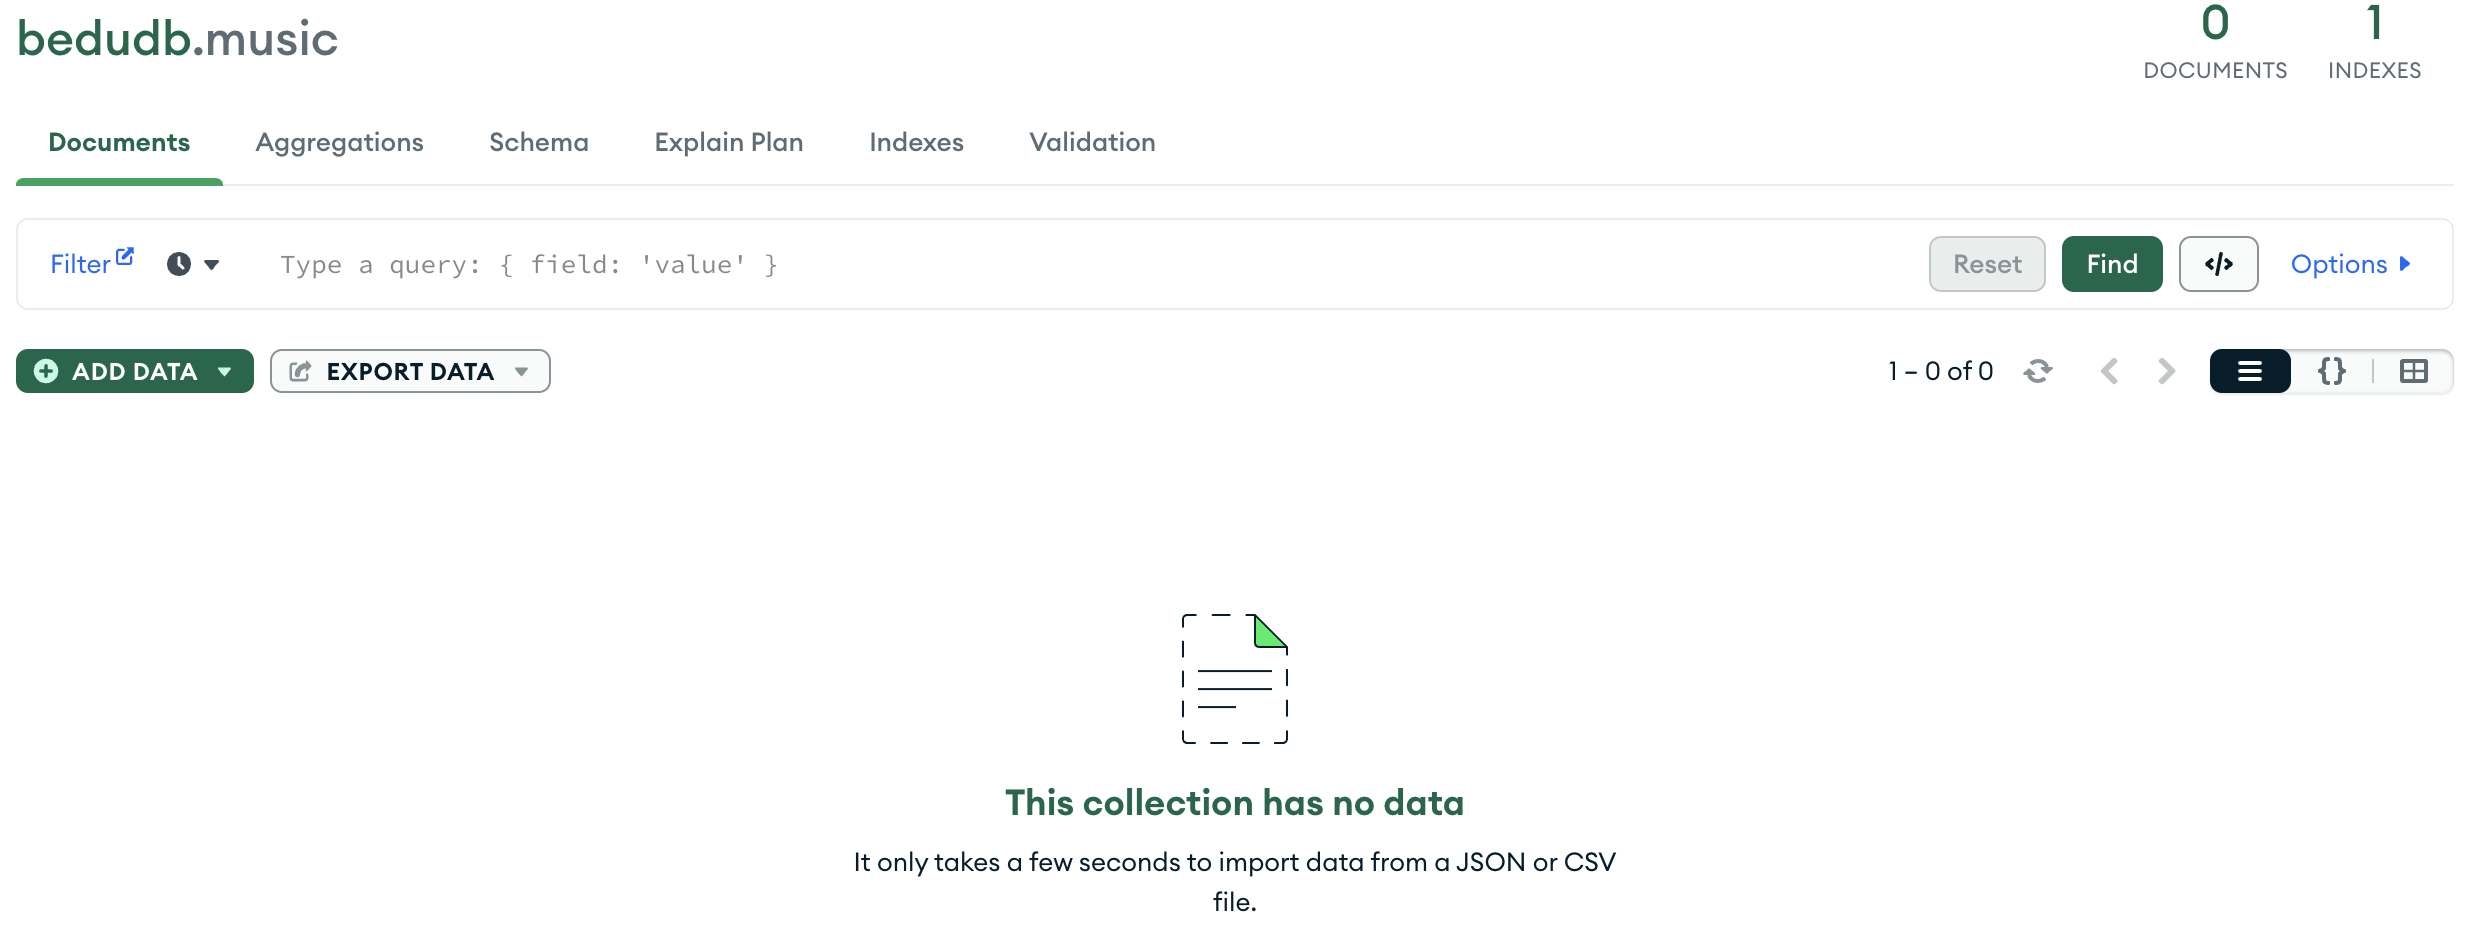 bedudb.music
0 1
DOCUMENTS INDEXES
Documents Aggregations Schema Explain Plan Indexes Validation
Filter Type a query: { field: 'value' } Reset Find </> Options
ADD DATA EXPORT DATA 1 – 0 of 0 {}
This collection has no data
It only takes a few seconds to import data from a JSON or CSV
file.